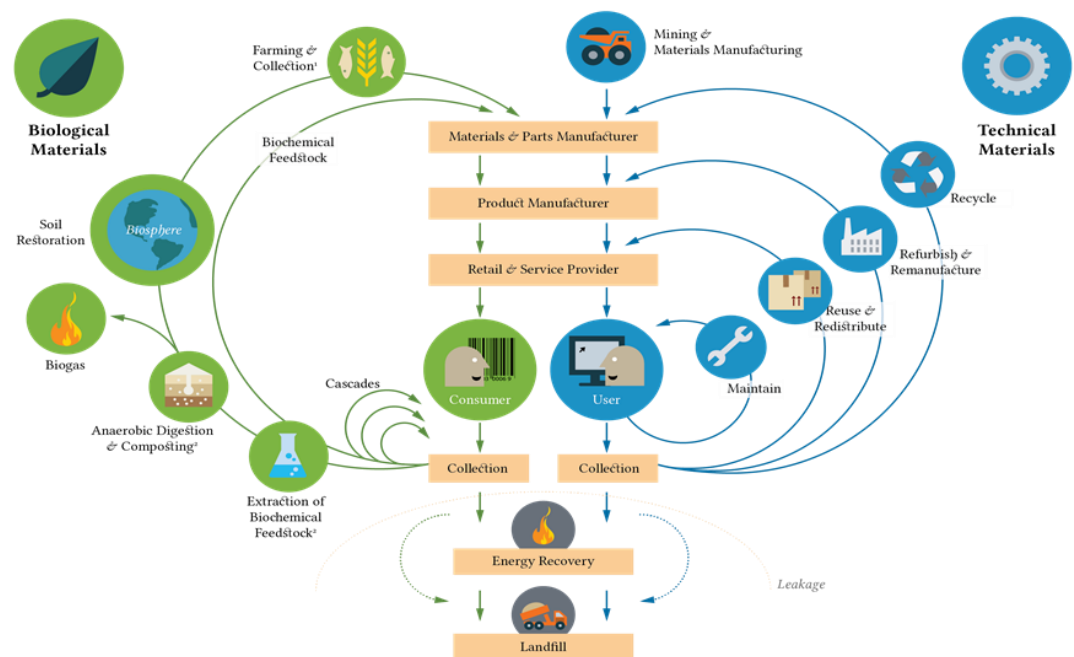 Farming &
Collection¹
Mining &
Materials Manufacturing
Biological
Materials
Technical
Materials
Biochemical
Feedstock
Materials & Parts Manufacturer
Recycle
Product Manufacturer
Soil
Restoration
Biosphere
Refurbish &
Remanufacture
Retail & Service Provider
Reuse &
Redistribute
Biogas
Maintain
Cascades
Consumer
User
Anaerobic Digestion
& Composting²
Collection
Collection
Extraction of
Biochemical
Feedstock²
Energy Recovery
Leakage
Landfill